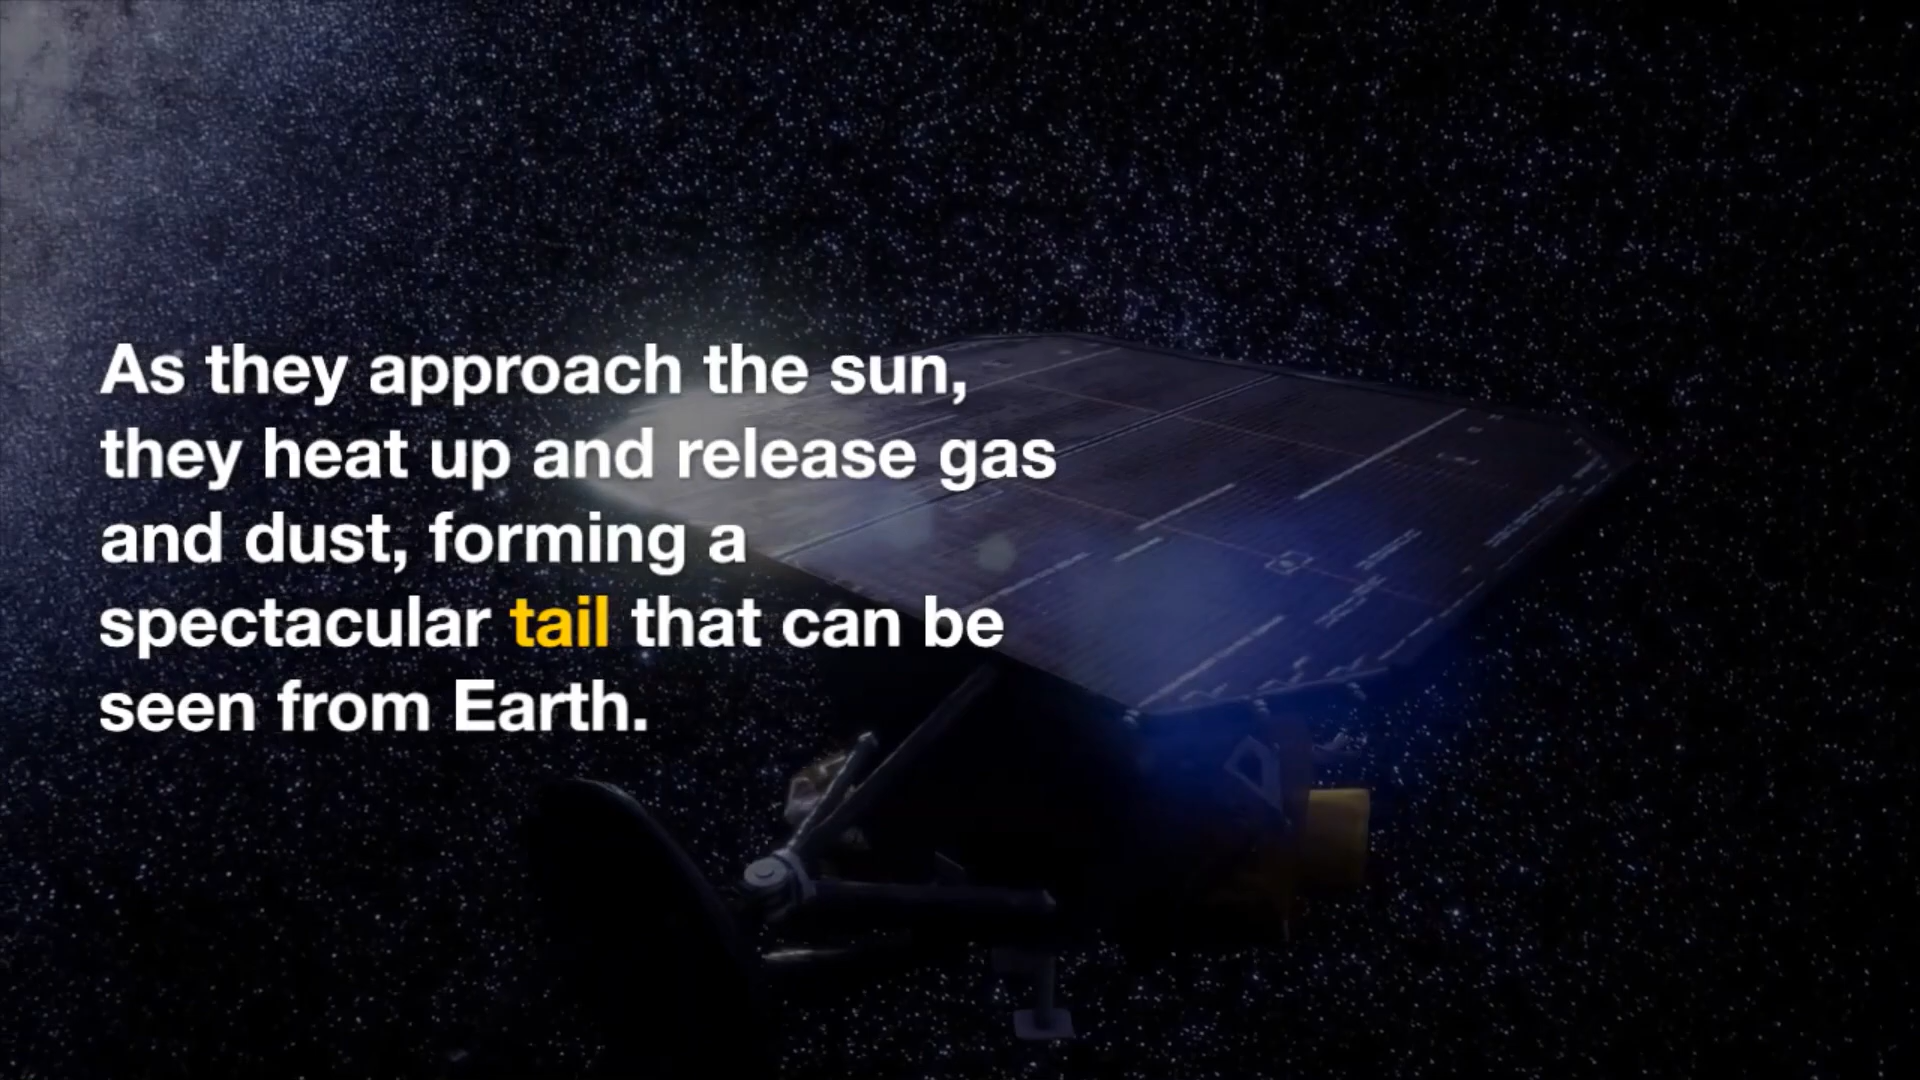 As they approach the sun,
they heat up and release gas
and dust, forming a
spectacular tail that can be
seen from Earth.